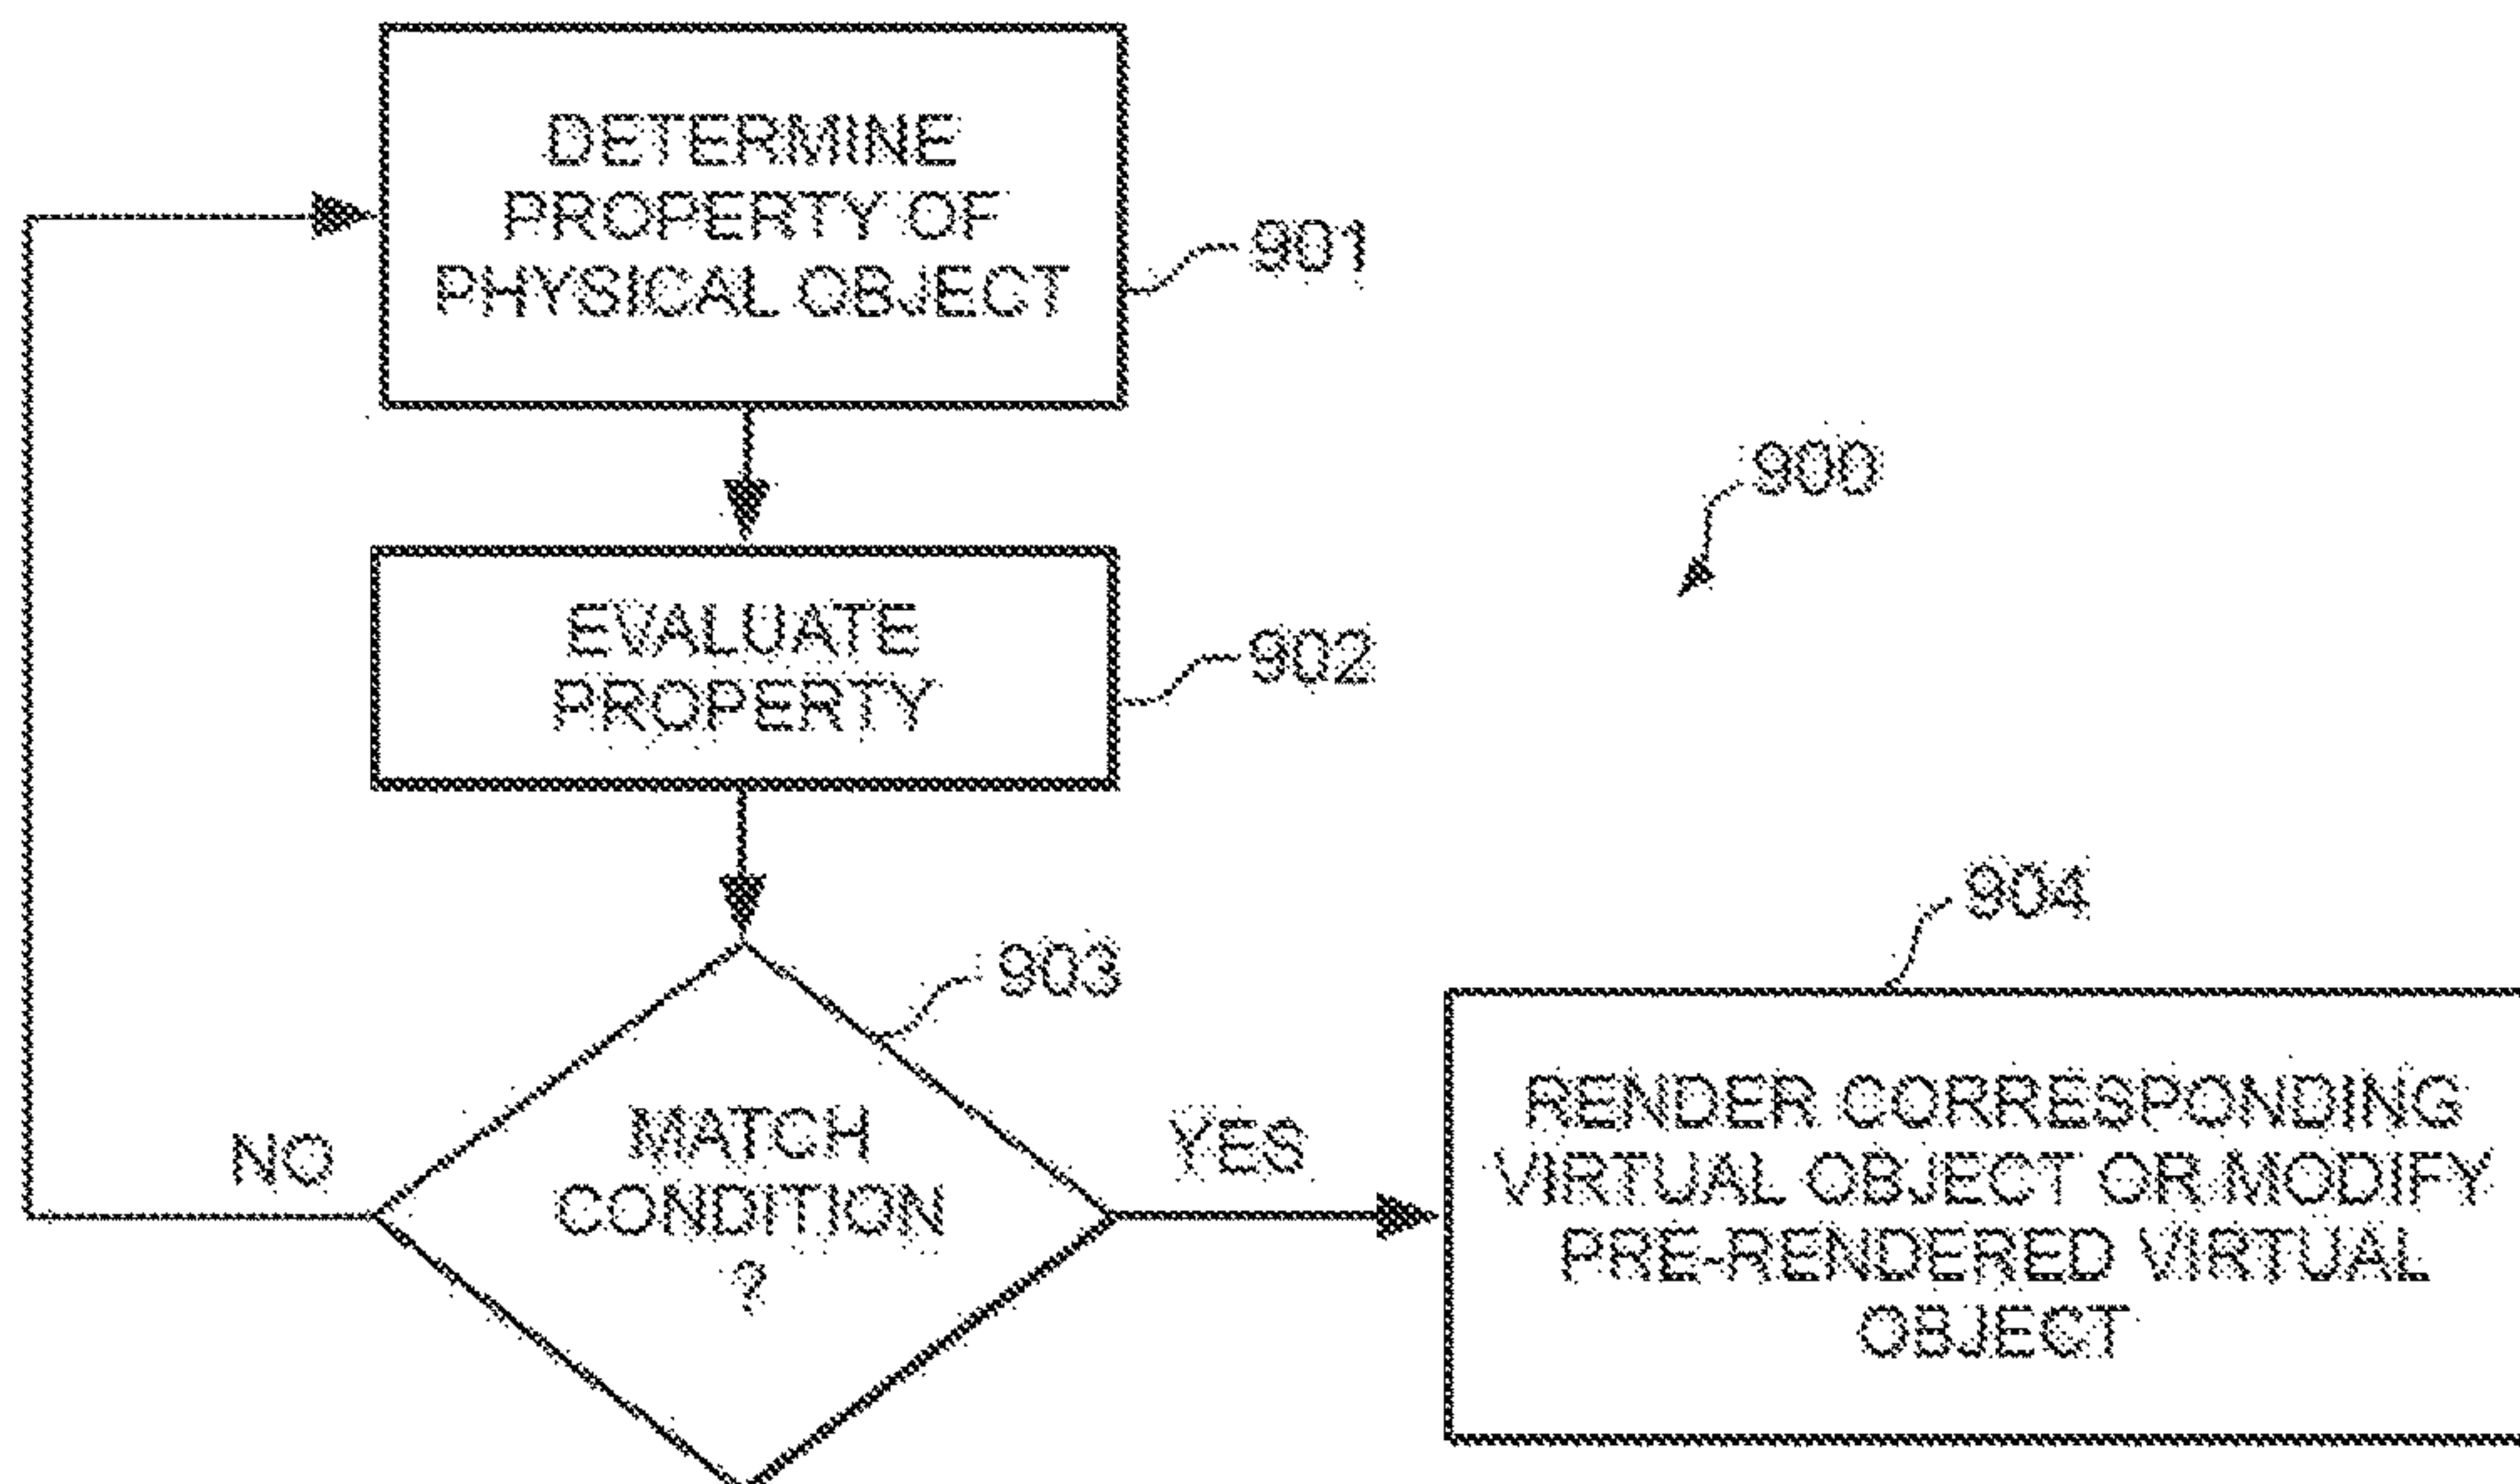 DETERMINE
PROPERTY OF
PHYSICAL OBJECT
901
900
EVALUATE
PROPERTY
902
904
903
MATCH
CONDITION
?
NO
YES
RENDER CORRESPONDING
VIRTUAL OBJECT OR MODIFY
PRE-RENDERED VIRTUAL
OBJECT